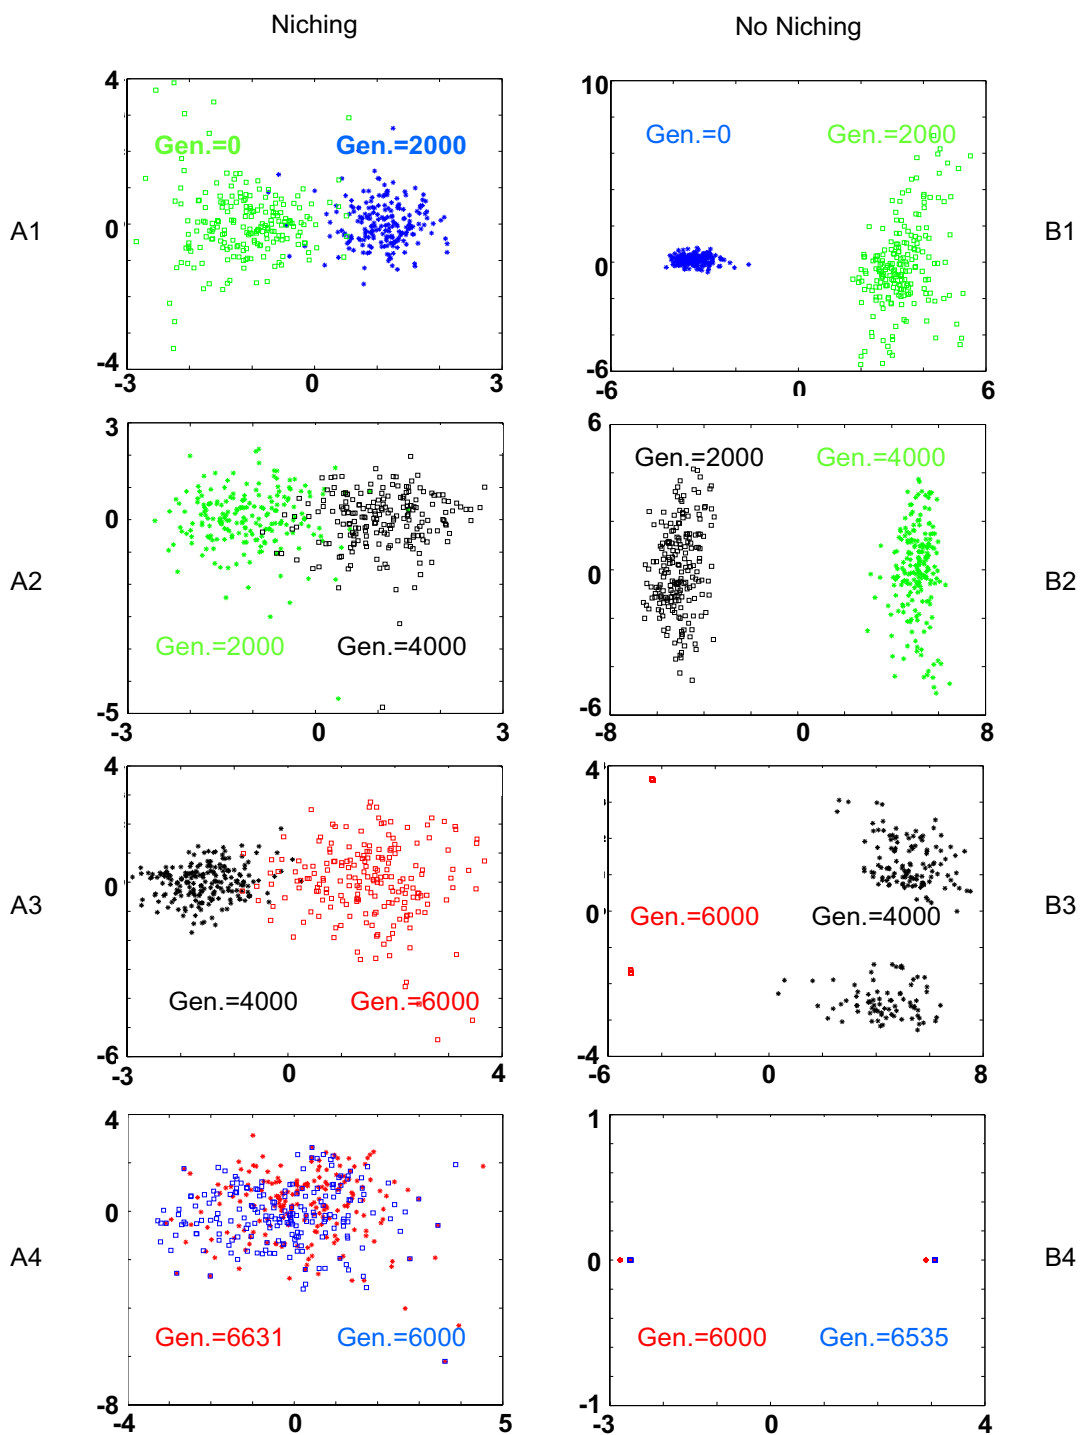 Niching No Niching
4 10
Gen.=0 Gen.=2000 Gen.=0 Gen.=2000
A1 0 0 B1
-4 -6
-3 0 3 -6 0 6
3 6
Gen.=2000 Gen.=4000
A2 0 0 B2
Gen.=2000 Gen.=4000
-5 -6
-3 0 3 -8 0 8
4 4
A3 0 Gen.=6000 0 Gen.=4000 B3
Gen.=4000 Gen.=6000
-6 -4
-3 0 4 -6 0 8
4 1
A4 0 0 B4
Gen.=6631 Gen.=6000 Gen.=6000 Gen.=6535
-8 -1
-4 0 5 -3 0 4